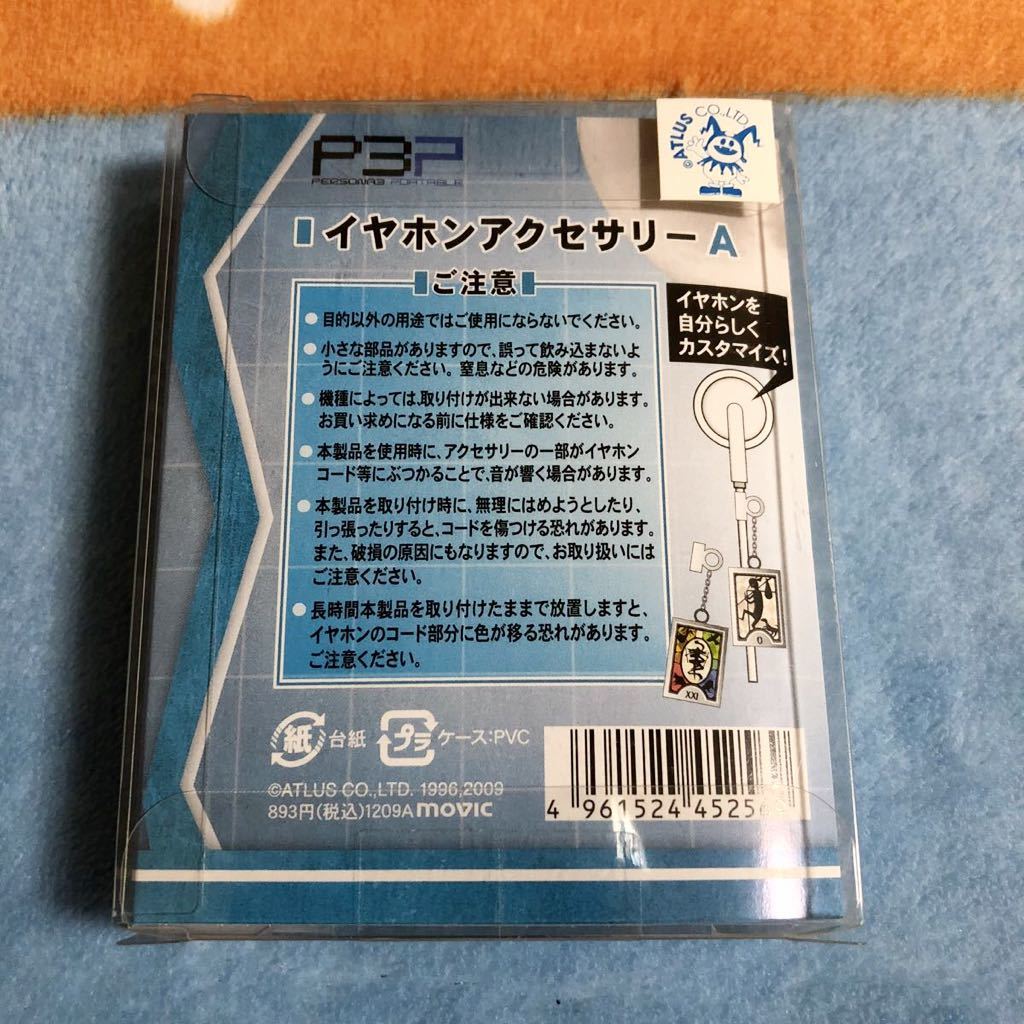 P3P
PERSONA3 PORTABLE
©ATLUS CO.,LTD.
イヤホンアクセサリー A
ご注意
● 目的以外の用途ではご使用にならないでください。
● 小さな部品がありますので、誤って飲み込まないよ
うにご注意ください。窒息などの危険があります。
● 機種によっては、取り付けが出来ない場合があります。
お買い求めになる前に仕様をご確認ください。
● 本製品を使用時に、アクセサリーの一部がイヤホン
コード等にぶつかることで、音が響く場合があります。
● 本製品を取り付け時に、無理にはめようとしたり、
引っ張ったりすると、コードを傷つける恐れがあります。
また、破損の原因にもなりますので、お取り扱いには
ご注意ください。
● 長時間本製品を取り付けたままで放置しますと、
イヤホンのコード部分に色が移る恐れがあります。
ご注意ください。
イヤホンを
自分らしく
カスタマイズ!
0
XXI
紙 台紙 プラ ケース:PVC
©ATLUS CO.,LTD. 1996,2009
893円(税込)1209A movic
4 961524 45256